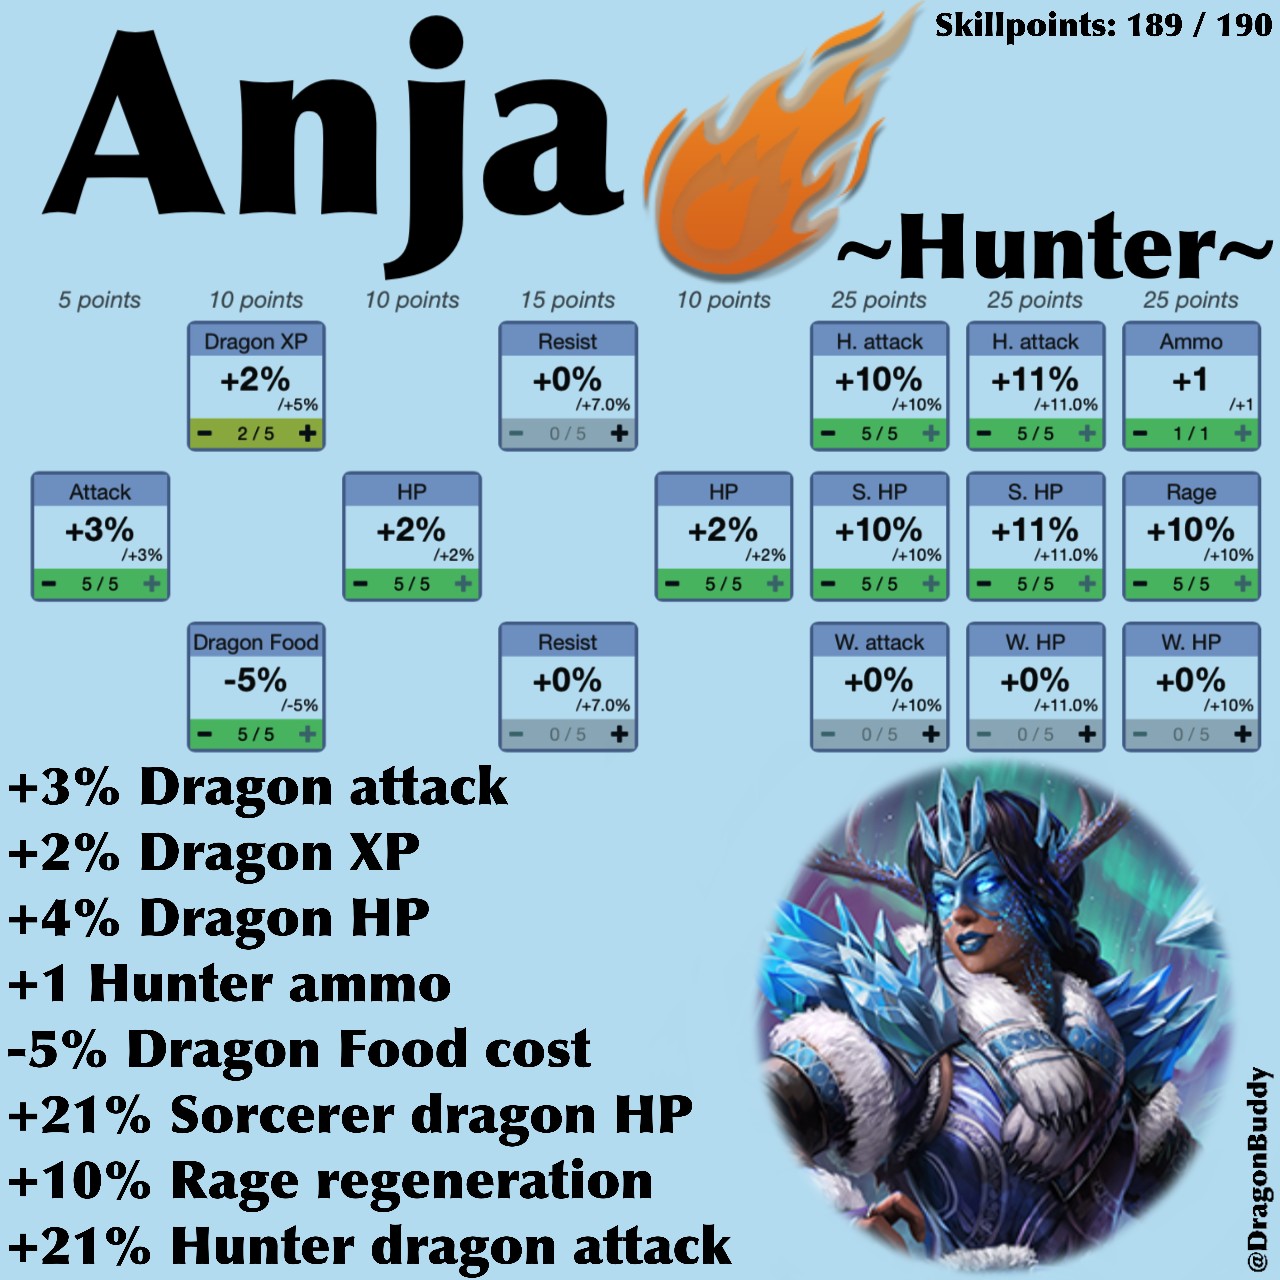 Anja
Skillpoints: 189 / 190
~Hunter~
5 points 10 points 10 points 15 points 10 points 25 points 25 points 25 points
Dragon XP Resist H. attack H. attack Ammo
+2% +0% +10% +11% +1
/+5% /+7.0% /+10% /+11.0% /+1
- 2 / 5 + - 0 / 5 + - 5 / 5 + - 5 / 5 + - 1 / 1 +
Attack HP HP S. HP S. HP Rage
+3% +2% +2% +10% +11% +10%
/+3% /+2% /+2% /+10% /+11.0% /+10%
- 5 / 5 + - 5 / 5 + - 5 / 5 + - 5 / 5 + - 5 / 5 + - 5 / 5 +
Dragon Food Resist W. attack W. HP W. HP
-5% +0% +0% +0% +0%
/-5% /+7.0% /+10% /+11.0% /+10%
- 5 / 5 + - 0 / 5 + - 0 / 5 + - 0 / 5 + - 0 / 5 +
+3% Dragon attack
+2% Dragon XP
+4% Dragon HP
+1 Hunter ammo
-5% Dragon Food cost
+21% Sorcerer dragon HP
+10% Rage regeneration
+21% Hunter dragon attack
@DragonBuddy